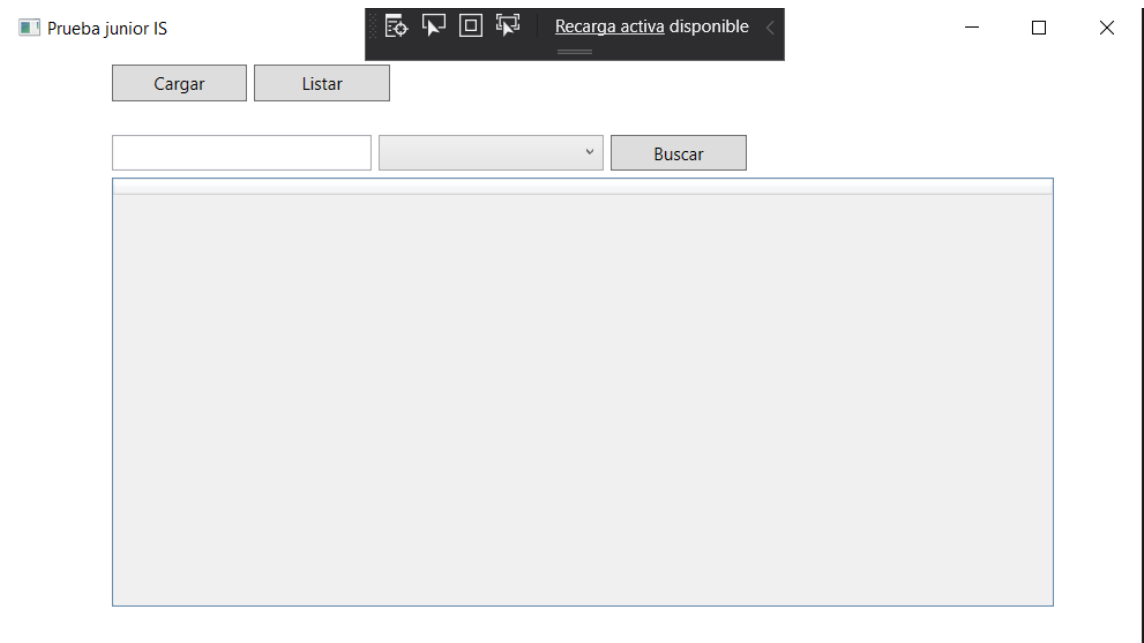 Prueba junior IS
Recarga activa disponible
Cargar
Listar
Buscar